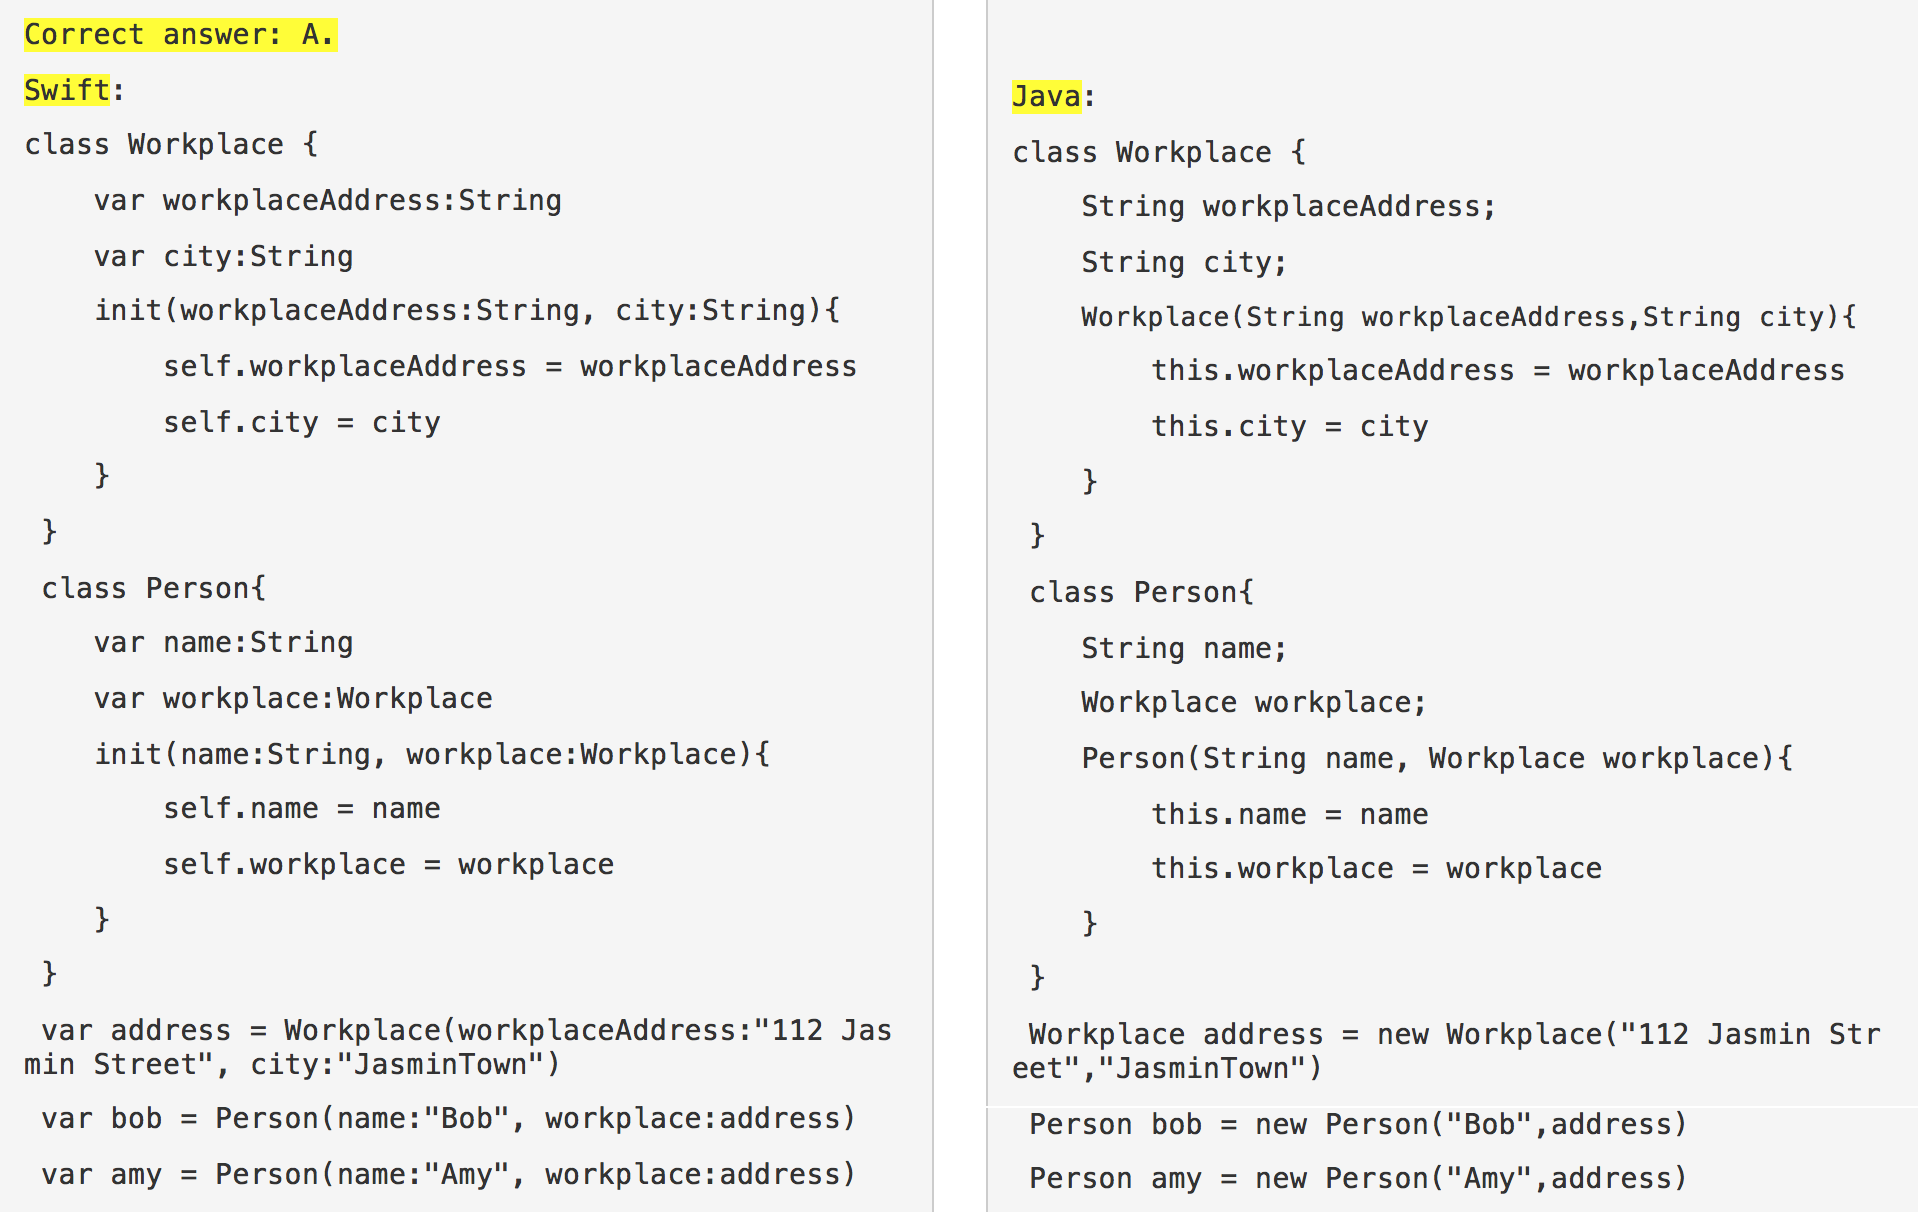 Correct answer: A.
Swift:
class Workplace {
    var workplaceAddress:String
    var city:String
    init(workplaceAddress:String, city:String){
        self.workplaceAddress = workplaceAddress
        self.city = city
    }
 }
 class Person{
    var name:String
    var workplace:Workplace
    init(name:String, workplace:Workplace){
        self.name = name
        self.workplace = workplace
    }
 }
 var address = Workplace(workplaceAddress:"112 Jas
min Street", city:"JasminTown")
 var bob = Person(name:"Bob", workplace:address)
 var amy = Person(name:"Amy", workplace:address)
Java:
class Workplace {
    String workplaceAddress;
    String city;
    Workplace(String workplaceAddress,String city){
        this.workplaceAddress = workplaceAddress
        this.city = city
    }
 }
 class Person{
    String name;
    Workplace workplace;
    Person(String name, Workplace workplace){
        this.name = name
        this.workplace = workplace
    }
 }
 Workplace address = new Workplace("112 Jasmin Str
eet","JasminTown")
 Person bob = new Person("Bob",address)
 Person amy = new Person("Amy",address)